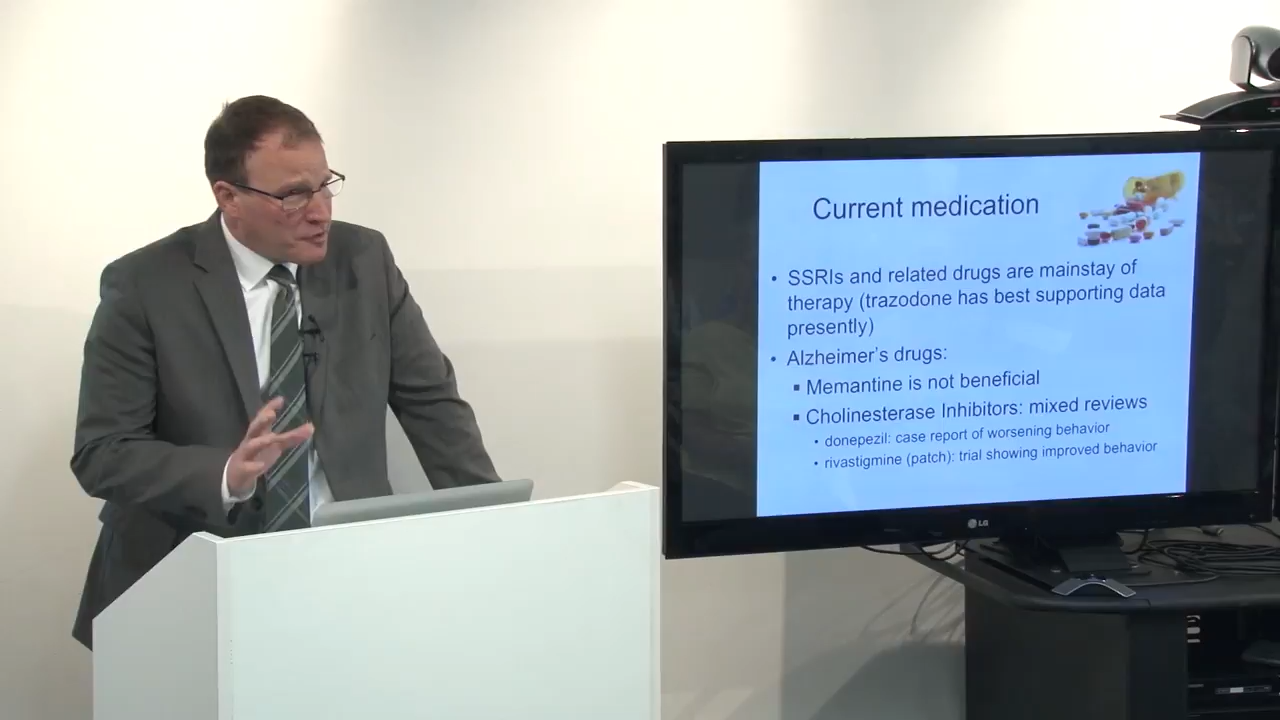 Current medication
• SSRIs and related drugs are mainstay of
therapy (trazodone has best supporting data
presently)
• Alzheimer's drugs:
▪ Memantine is not beneficial
▪ Cholinesterase Inhibitors: mixed reviews
• donepezil: case report of worsening behavior
• rivastigmine (patch): trial showing improved behavior
LG